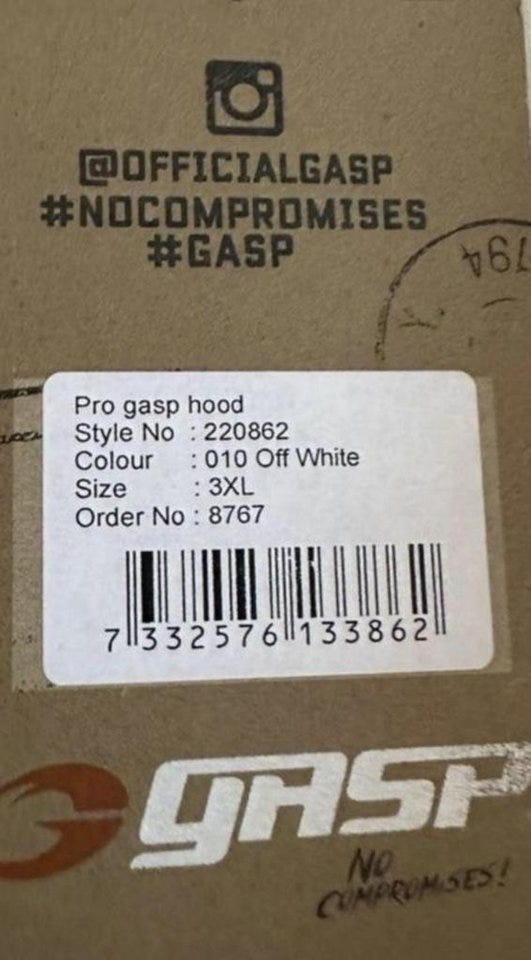 @OFFICIALGASP
#NOCOMPROMISES
#GASP
794
Pro gasp hood
Style No : 220862
Colour : 010 Off White
Size : 3XL
Order No : 8767
7 332576 133862
GASP
NO
COMPROMISES!